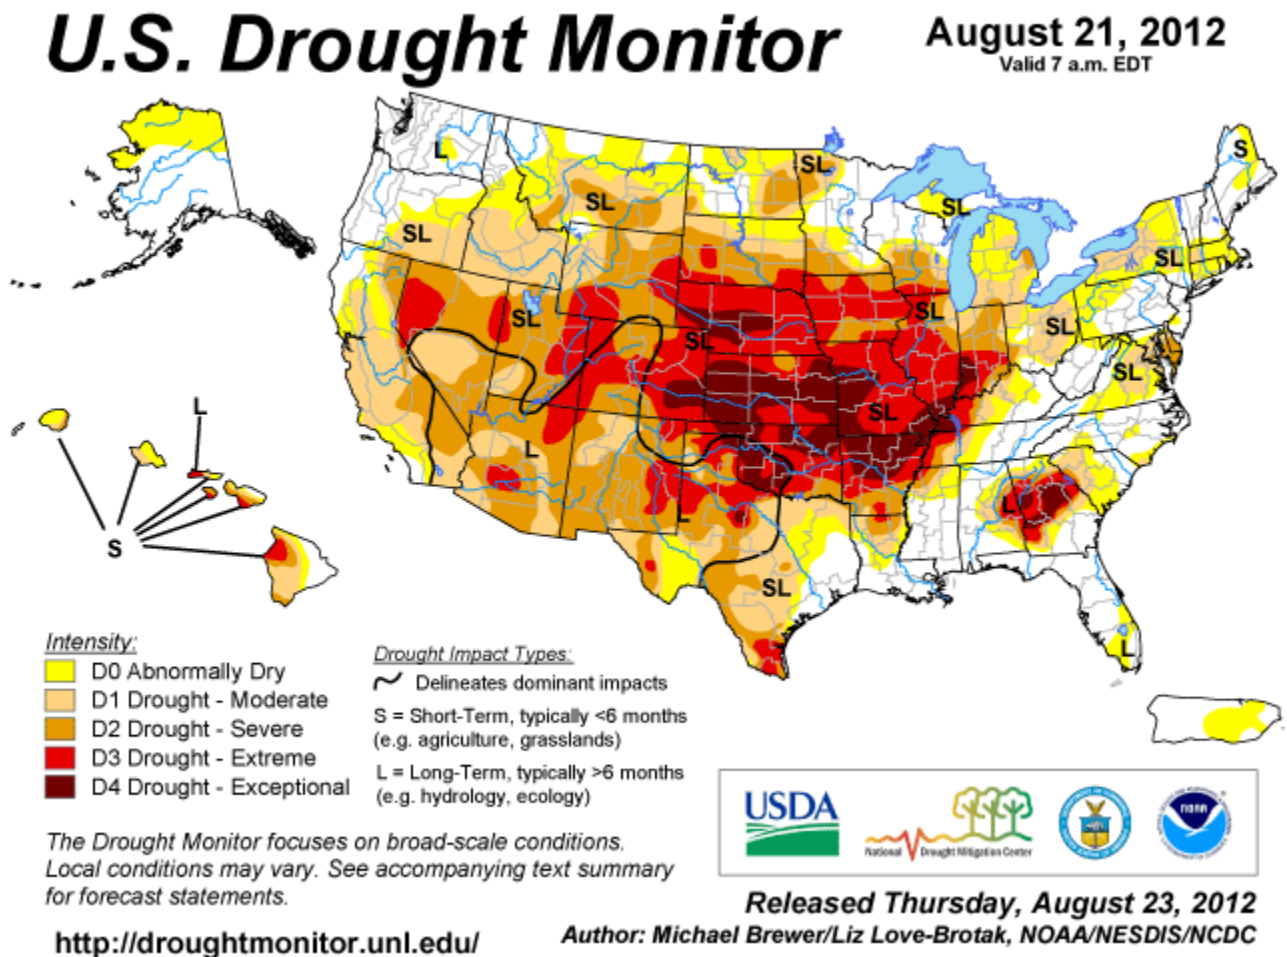 U.S. Drought Monitor
August 21, 2012
Valid 7 a.m. EDT
L
SL
S
SL
SL
SL
SL
SL
SL
SL
SL
SL
SL
L
SL
L
L
L
S
SL
L
Intensity:
D0 Abnormally Dry
D1 Drought - Moderate
D2 Drought - Severe
D3 Drought - Extreme
D4 Drought - Exceptional
Drought Impact Types:
Delineates dominant impacts
S = Short-Term, typically <6 months
(e.g. agriculture, grasslands)
L = Long-Term, typically >6 months
(e.g. hydrology, ecology)
The Drought Monitor focuses on broad-scale conditions.
Local conditions may vary. See accompanying text summary
for forecast statements.
http://droughtmonitor.unl.edu/
USDA
National Drought Mitigation Center
NOAA
Released Thursday, August 23, 2012
Author: Michael Brewer/Liz Love-Brotak, NOAA/NESDIS/NCDC